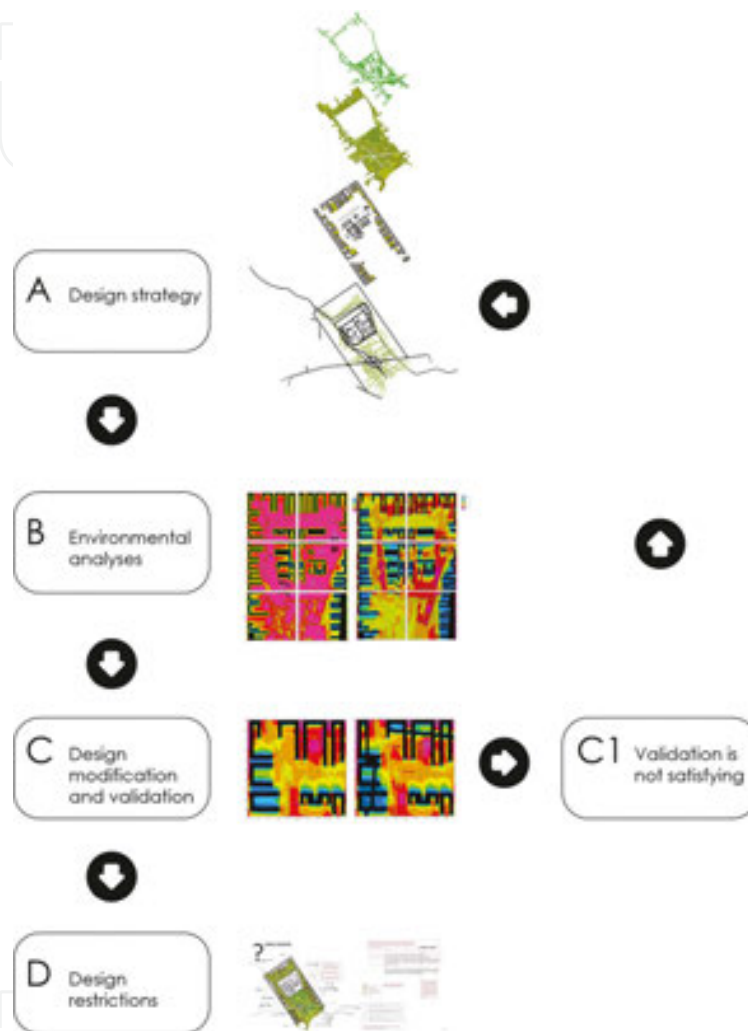 A Design strategy
B Environmental
analyses
C Design
modification
and validation
C1 Validation is
not satisfying
?
D Design
restrictions